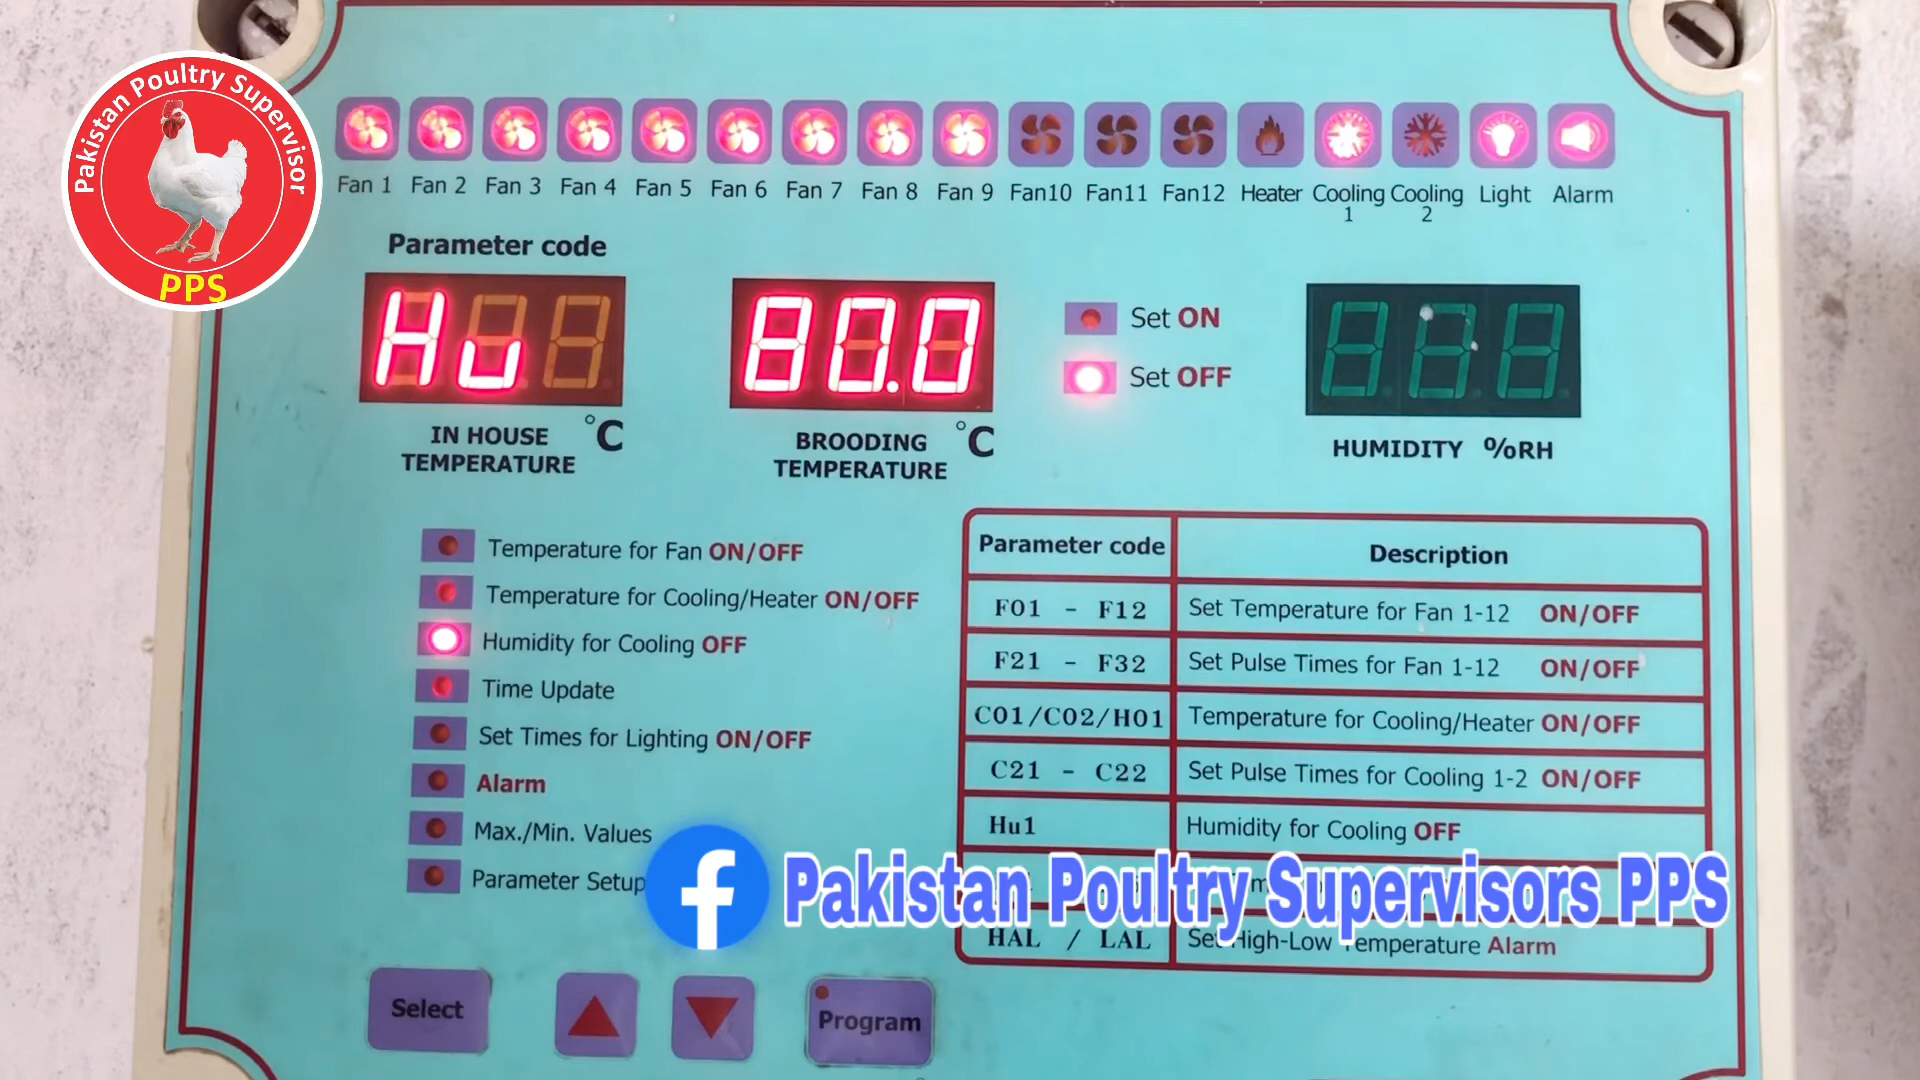 Pakistan Poultry Supervisor
PPS
Fan 1 Fan 2 Fan 3 Fan 4 Fan 5 Fan 6 Fan 7 Fan 8 Fan 9 Fan10 Fan11 Fan12 Heater Cooling 1 Cooling 2 Light Alarm
Parameter code
Hu
80.0
Set ON
Set OFF
IN HOUSE TEMPERATURE °C
BROODING TEMPERATURE °C
HUMIDITY %RH
Temperature for Fan ON/OFF
Temperature for Cooling/Heater ON/OFF
Humidity for Cooling OFF
Time Update
Set Times for Lighting ON/OFF
Alarm
Max./Min. Values
Parameter Setup
Parameter code Description
F01 - F12 Set Temperature for Fan 1-12 ON/OFF
F21 - F32 Set Pulse Times for Fan 1-12 ON/OFF
C01/C02/H01 Temperature for Cooling/Heater ON/OFF
C21 - C22 Set Pulse Times for Cooling 1-2 ON/OFF
Hu1 Humidity for Cooling OFF
Pakistan Poultry Supervisors PPS
HAL / LAL Set High-Low Temperature Alarm
Select
Program